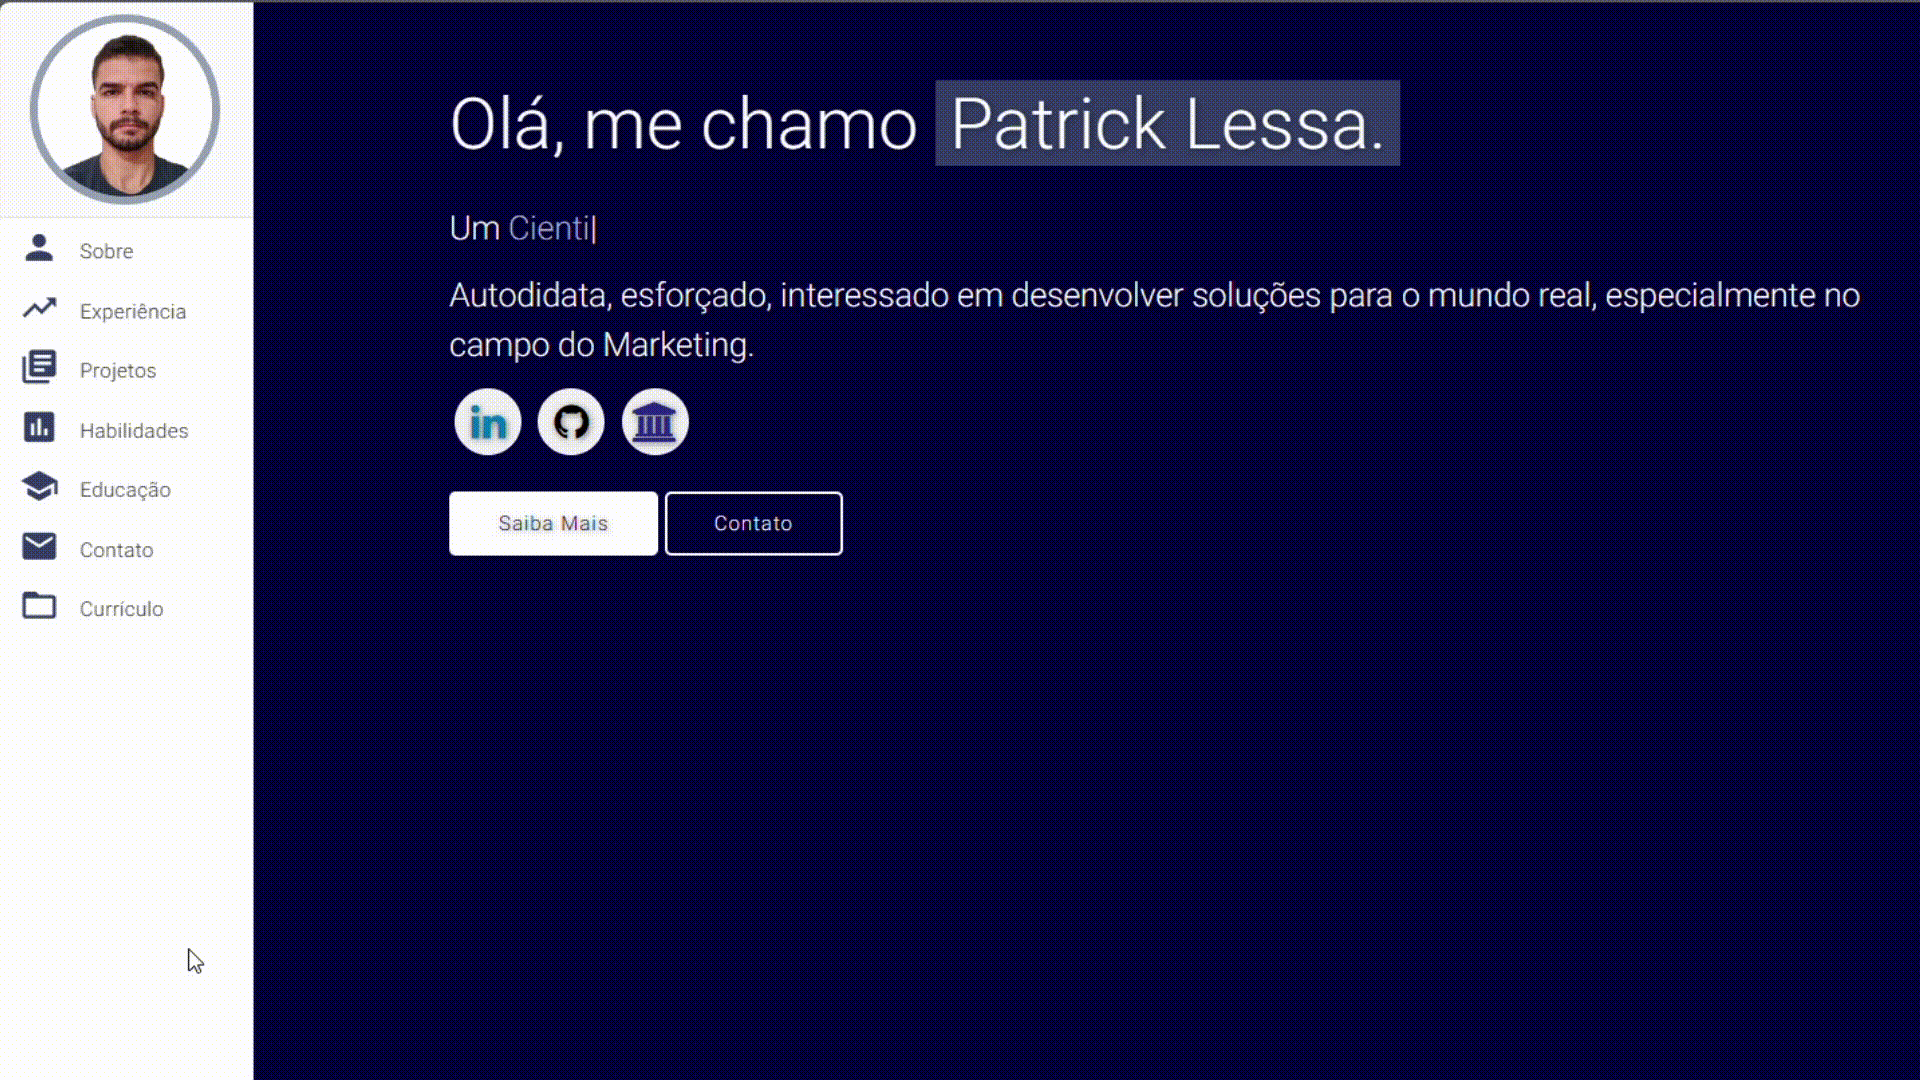 Sobre
Experiência
Projetos
Habilidades
Educação
Contato
Currículo
Olá, me chamo Patrick Lessa.
Um Cienti|
Autodidata, esforçado, interessado em desenvolver soluções para o mundo real, especialmente no
campo do Marketing.
in
Saiba Mais
Contato